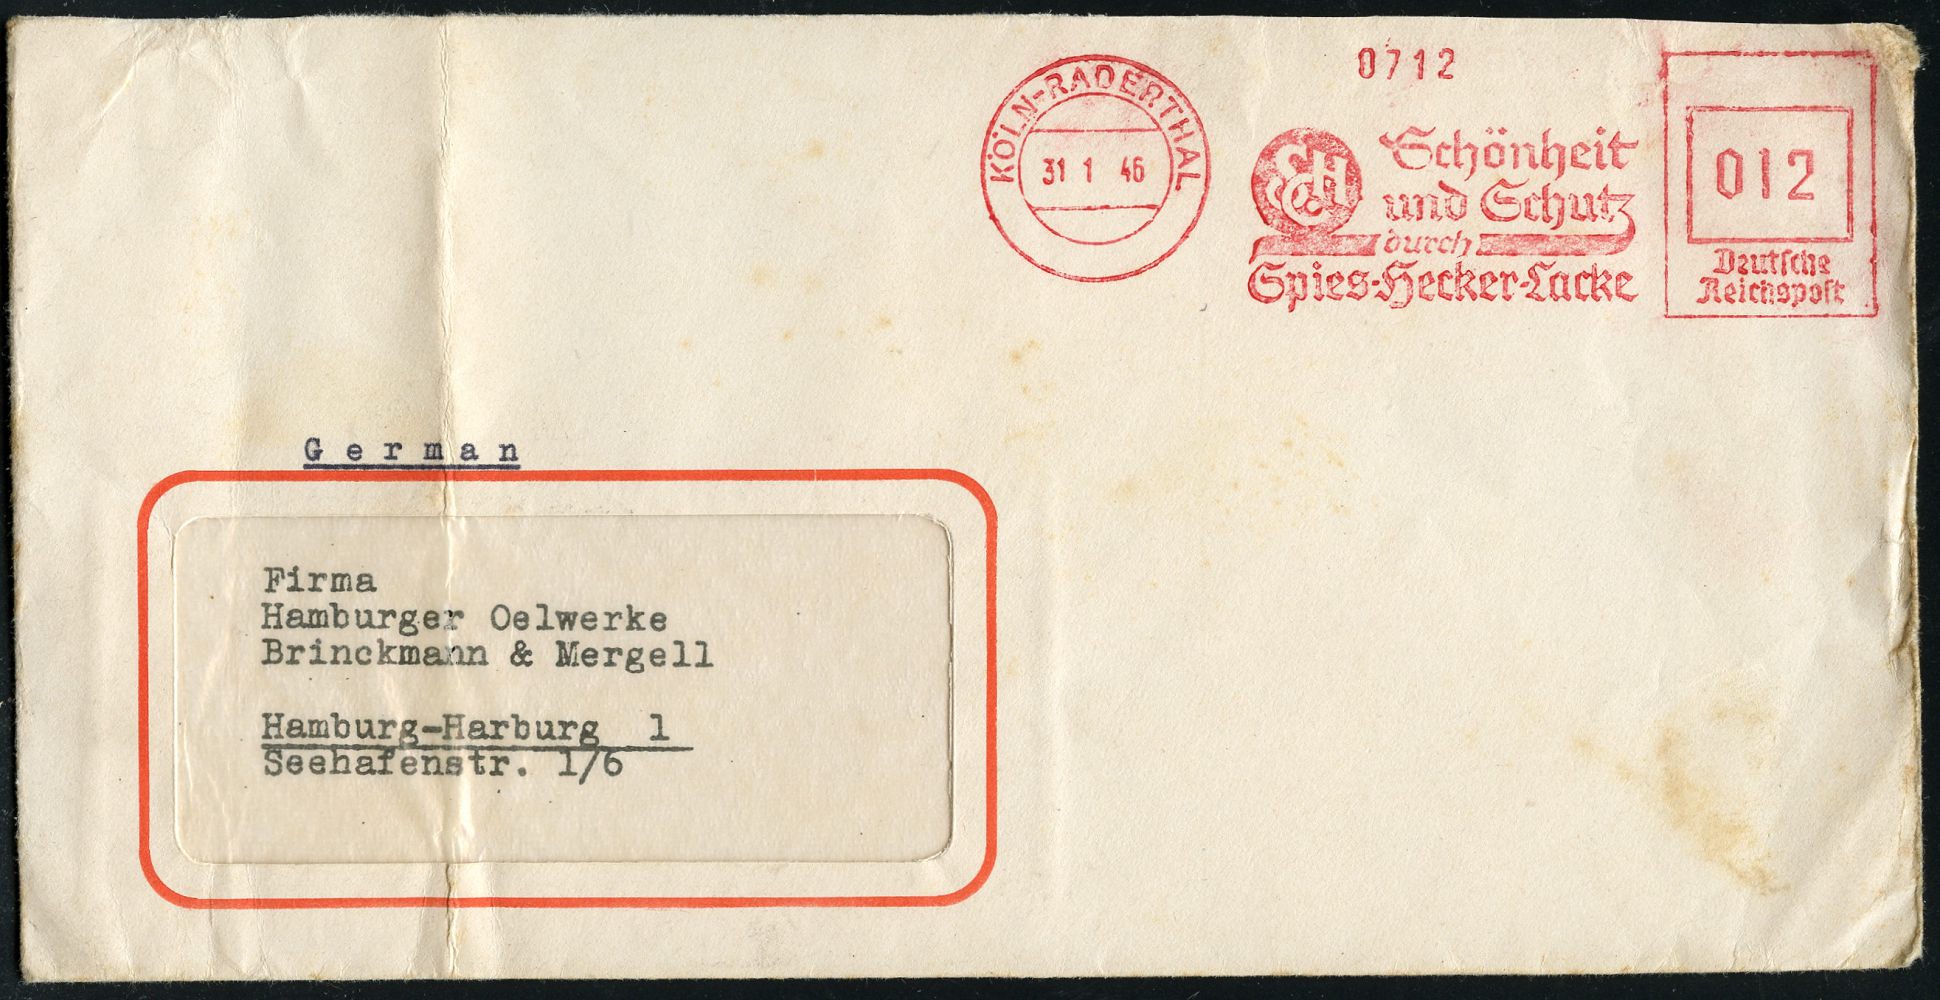 0712
KÖLN-RADERTHAL
31 1 46
S&H Co.
Schönheit
und Schutz
durch
Spies-Hecker-Lacke
012
Deutsche
Reichspost
German
Firma
Hamburger Oelwerke
Brinckmann & Mergell
Hamburg-Harburg 1
Seehafenstr. 1/6